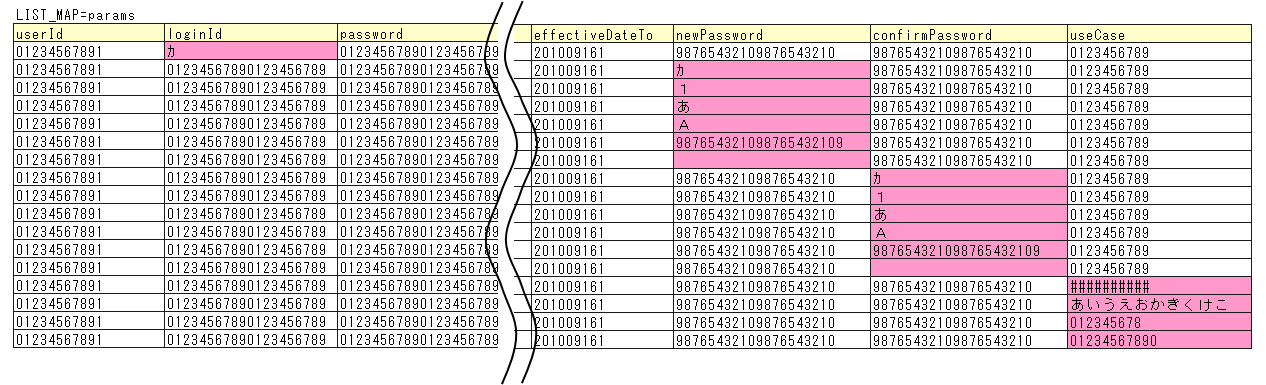 LIST_MAP=params
userId loginId password effectiveDateTo newPassword confirmPassword useCase
01234567891 ｶ 01234567890123456789 201009161 98765432109876543210 98765432109876543210 0123456789
01234567891 01234567890123456789 01234567890123456789 201009161 ｶ 98765432109876543210 0123456789
01234567891 01234567890123456789 01234567890123456789 201009161 １ 98765432109876543210 0123456789
01234567891 01234567890123456789 01234567890123456789 201009161 あ 98765432109876543210 0123456789
01234567891 01234567890123456789 01234567890123456789 201009161 Ａ 98765432109876543210 0123456789
01234567891 01234567890123456789 01234567890123456789 201009161 987654321098765432109 98765432109876543210 0123456789
01234567891 01234567890123456789 01234567890123456789 201009161 98765432109876543210 0123456789
01234567891 01234567890123456789 01234567890123456789 201009161 98765432109876543210 ｶ 0123456789
01234567891 01234567890123456789 01234567890123456789 201009161 98765432109876543210 １ 0123456789
01234567891 01234567890123456789 01234567890123456789 201009161 98765432109876543210 あ 0123456789
01234567891 01234567890123456789 01234567890123456789 201009161 98765432109876543210 Ａ 0123456789
01234567891 01234567890123456789 01234567890123456789 201009161 98765432109876543210 987654321098765432109 0123456789
01234567891 01234567890123456789 01234567890123456789 201009161 98765432109876543210 0123456789
01234567891 01234567890123456789 01234567890123456789 201009161 98765432109876543210 98765432109876543210 ##########
01234567891 01234567890123456789 01234567890123456789 201009161 98765432109876543210 98765432109876543210 あいうえおかきくけこ
01234567891 01234567890123456789 01234567890123456789 201009161 98765432109876543210 98765432109876543210 012345678
01234567891 01234567890123456789 01234567890123456789 201009161 98765432109876543210 98765432109876543210 01234567890